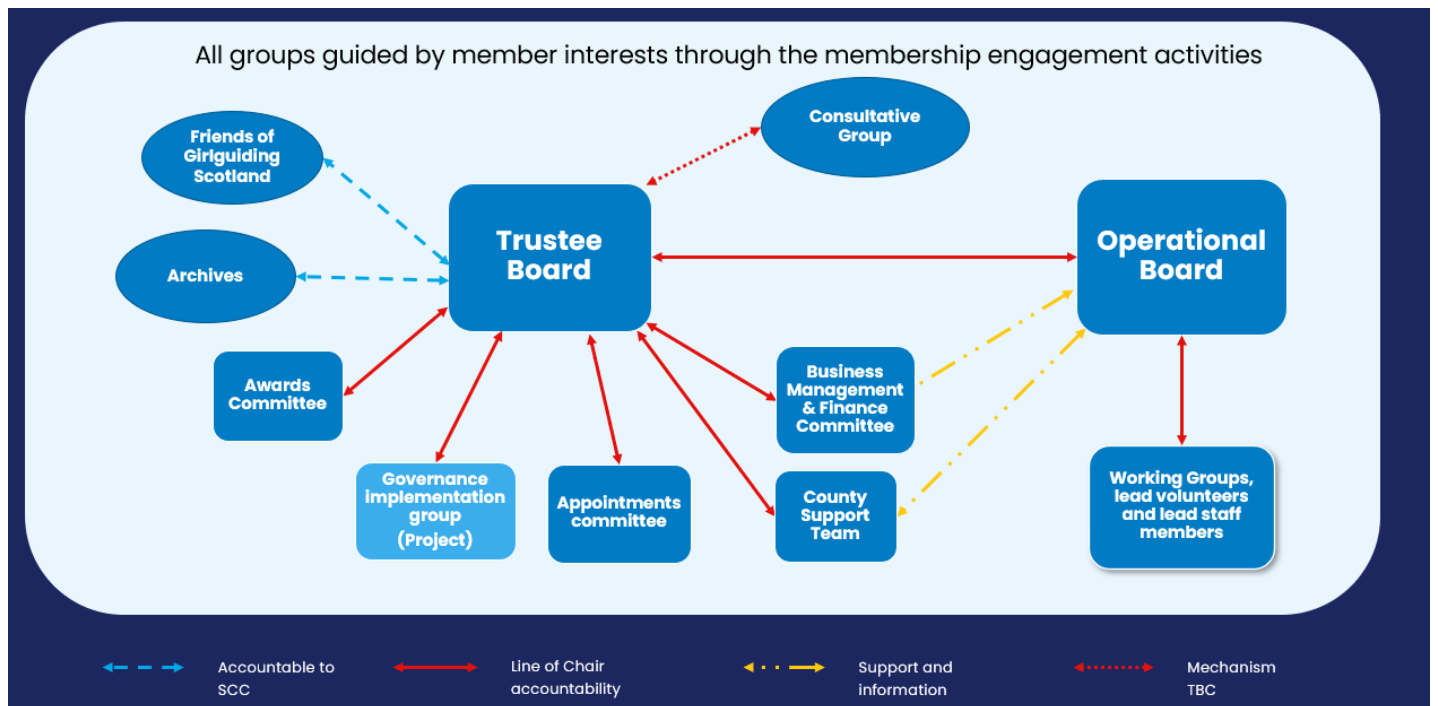 All groups guided by member interests through the membership engagement activities
Friends of
Girlguiding
Scotland
Consultative
Group
Archives
Trustee
Board
Operational
Board
Awards
Committee
Business
Management
& Finance
Committee
Governance
implementation
group
(Project)
Appointments
committee
County
Support
Team
Working Groups,
lead volunteers
and lead staff
members
Accountable to
SCC
Line of Chair
accountability
Support and
information
Mechanism
TBC